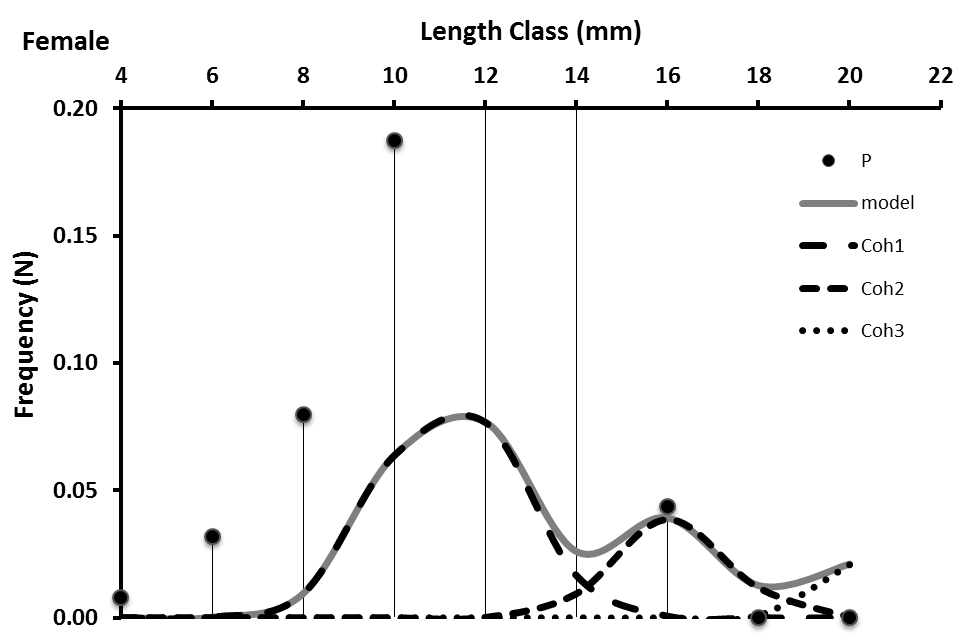 Length Class (mm)
Female
4 6 8 10 12 14 16 18 20 22
0.20
0.15
0.10
0.05
0.00
Frequency (N)
P
model
Coh1
Coh2
Coh3